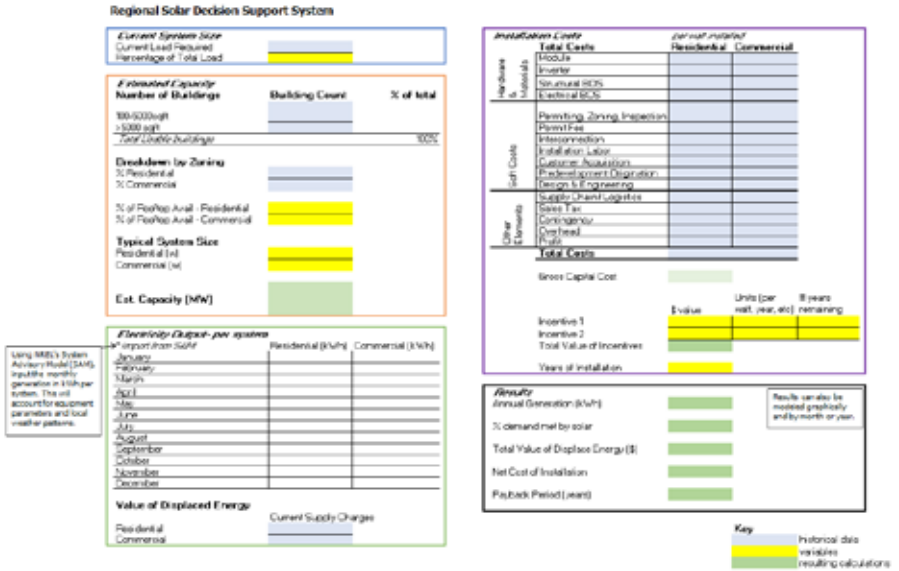 Regional Solar Decision Support System
Current System Size
Current Load Required
Percentage of Total Load
Estimated Capacity
Number of Buildings Building Count % of total
100-5000sqft
>5000 sqft
Total Usable buildings 100%
Breakdown by Zoning
% Residential
% Commercial
% of Rooftop Avail - Residential
% of Rooftop Avail - Commercial
Typical System Size
Residential (w)
Commercial (w)
Est. Capacity (MW)
Electricity Output- per system
* import from SAM Residential (kWh) Commercial (kWh)
January
February
March
April
May
June
July
August
September
October
November
December
Value of Displaced Energy
Current Supply Charges
Residential
Commercial
Using NREL's System
Advisory Model (SAM),
input the monthly
generation in kWh per
system. This will
account for equipment
parameters and local
weather patterns.
Installation Costs per watt installed
Total Costs Residential Commercial
Hardware & Materials
Module
Inverter
Structural BOS
Electrical BOS
Soft Costs
Permitting, Zoning, Inspection
Permit Fee
Interconnection
Installation Labor
Customer Acquisition
Predevelopment Origination
Design & Engineering
Other Elements
Supply Chain/ Logistics
Sales Tax
Contingency
Overhead
Profit
Total Costs
Gross Capital Cost
$ value Units (per watt, year, etc) # years remaining
Incentive 1
Incentive 2
Total Value of Incentives
Years of Installation
Results
Annual Generation (kWh)
% demand met by solar
Total Value of Displace Energy ($)
Net Cost of Installation
Payback Period (years)
Results can also be
modeled graphically
and by month or year.
Key
historical data
variables
resulting calculations